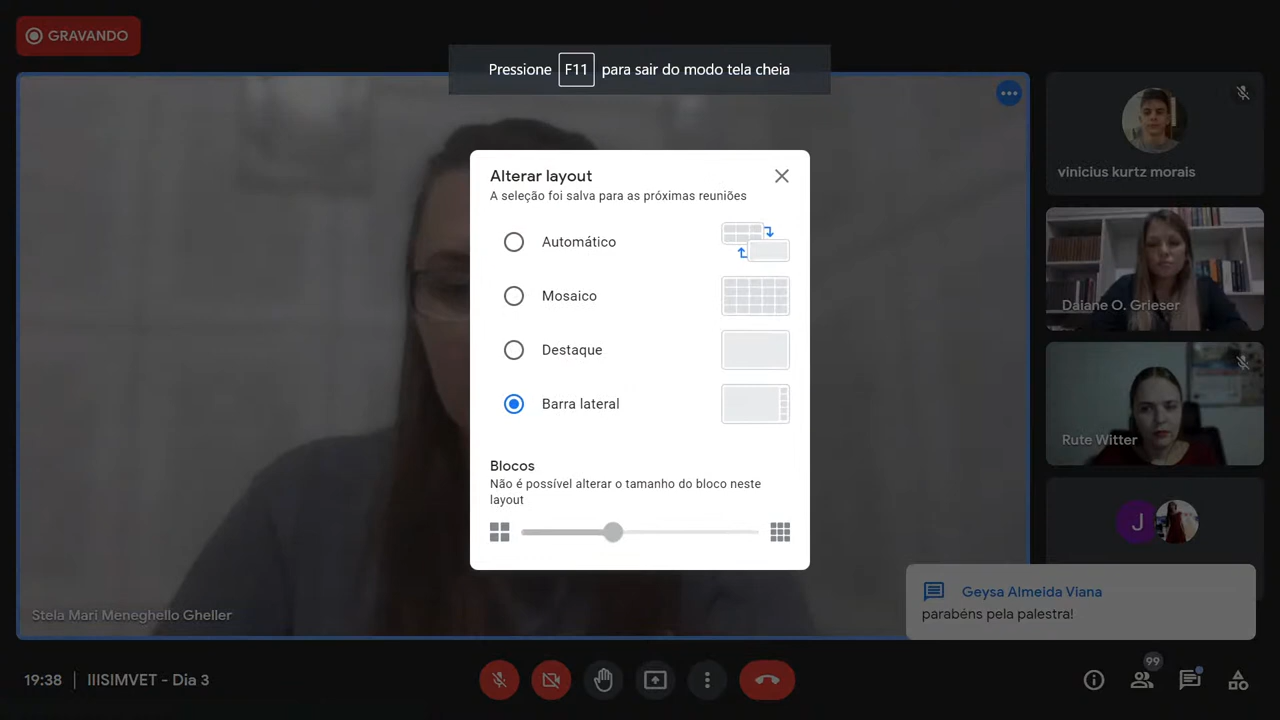 GRAVANDO
Pressione F11 para sair do modo tela cheia
Alterar layout
A seleção foi salva para as próximas reuniões
Automático
Mosaico
Destaque
Barra lateral
Blocos
Não é possível alterar o tamanho do bloco neste
layout
vinicius kurtz morais
Daiane O. Grieser
Rute Witter
J
Geysa Almeida Viana
parabéns pela palestra!
Stela Mari Meneghello Gheller
19:38 | IIISIMVET - Dia 3
99